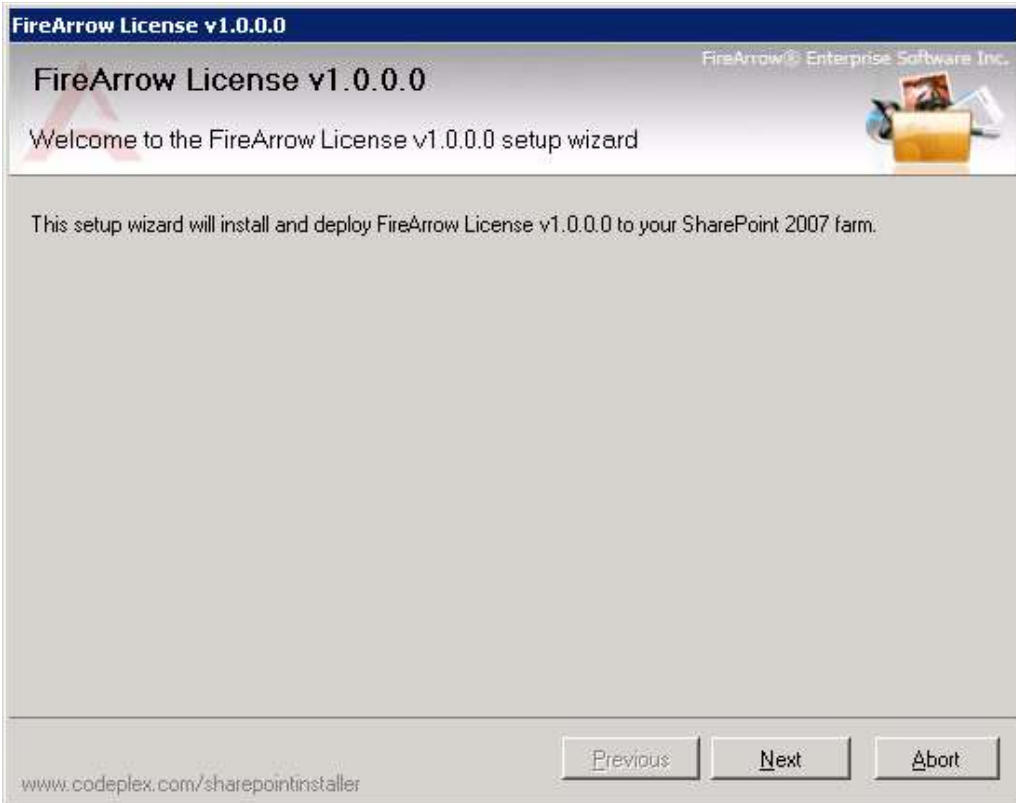 FireArrow License v1.0.0.0
FireArrow® Enterprise Software Inc.
FireArrow License v1.0.0.0
Welcome to the FireArrow License v1.0.0.0 setup wizard
This setup wizard will install and deploy FireArrow License v1.0.0.0 to your SharePoint 2007 farm.
Previous Next Abort
www.codeplex.com/sharepointinstaller